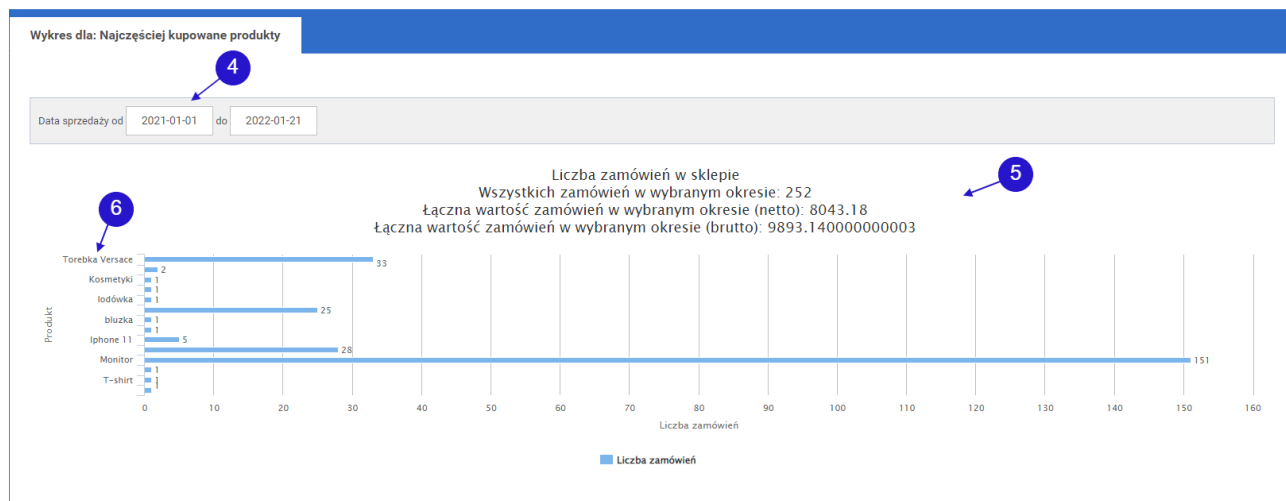 Wykres dla: Najczęściej kupowane produkty
4
Data sprzedaży od 2021-01-01 do 2022-01-21
Liczba zamówień w sklepie
5
Wszystkich zamówień w wybranym okresie: 252
6
Łączna wartość zamówień w wybranym okresie (netto): 8043.18
Łączna wartość zamówień w wybranym okresie (brutto): 9893.140000000003
Produkt
Torebka Versace 33
2
Kosmetyki 1
1
lodówka 1
25
bluzka 1
1
Iphone 11 5
28
Monitor 151
1
T-shirt 1
1
0 10 20 30 40 50 60 70 80 90 100 110 120 130 140 150 160
Liczba zamówień
Liczba zamówień